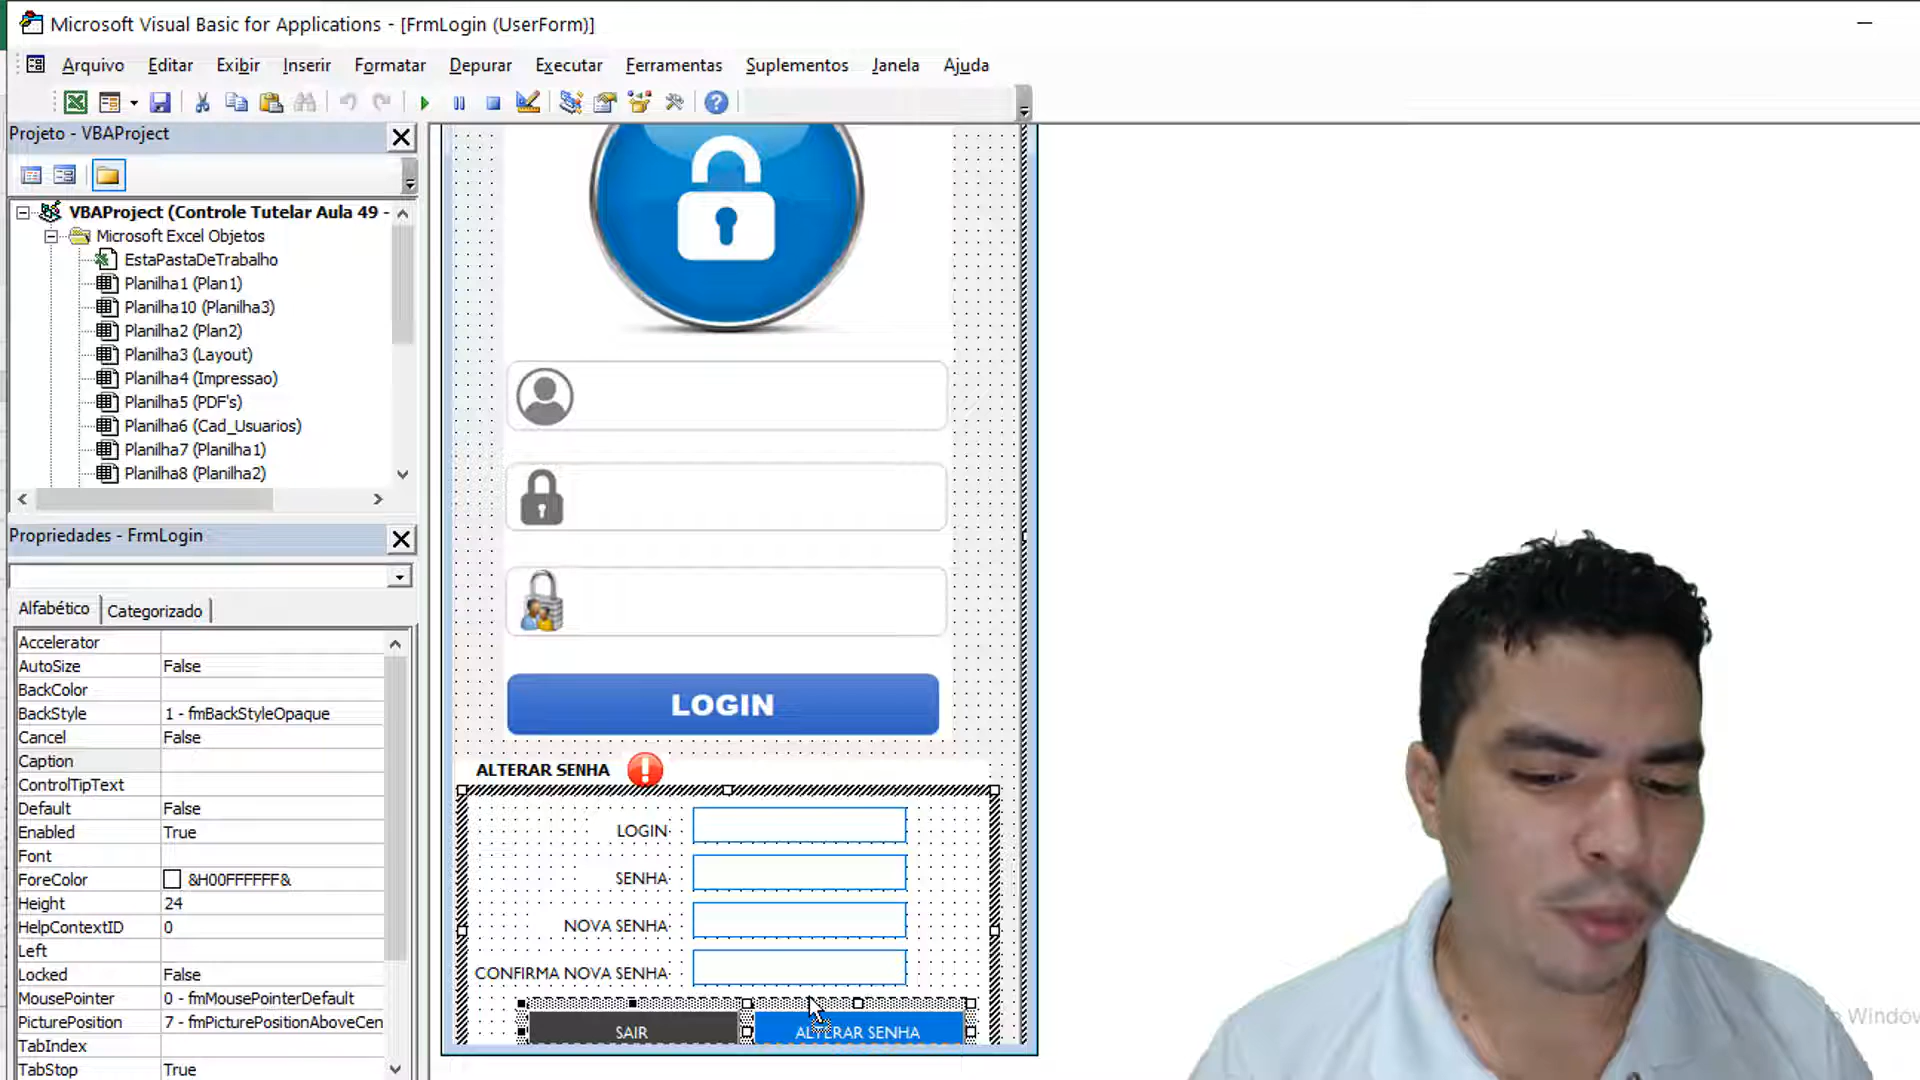 Microsoft Visual Basic for Applications - [FrmLogin (UserForm)]
Arquivo Editar Exibir Inserir Formatar Depurar Executar Ferramentas Suplementos Janela Ajuda
Projeto - VBAProject
VBAProject (Controle Tutelar Aula 49 -
Microsoft Excel Objetos
EstaPastaDeTrabalho
Planilha1 (Plan1)
Planilha10 (Planilha3)
Planilha2 (Plan2)
Planilha3 (Layout)
Planilha4 (Impressao)
Planilha5 (PDF's)
Planilha6 (Cad_Usuarios)
Planilha7 (Planilha1)
Planilha8 (Planilha2)
Propriedades - FrmLogin
Alfabético Categorizado
Accelerator
AutoSize False
BackColor
BackStyle 1 - fmBackStyleOpaque
Cancel False
Caption
ControlTipText
Default False
Enabled True
Font
ForeColor &H00FFFFFF&
Height 24
HelpContextID 0
Left
Locked False
MousePointer 0 - fmMousePointerDefault
PicturePosition 7 - fmPicturePositionAboveCen
TabIndex
TabStop True
LOGIN
ALTERAR SENHA
LOGIN
SENHA
NOVA SENHA
CONFIRMA NOVA SENHA
SAIR
ALTERAR SENHA
Window